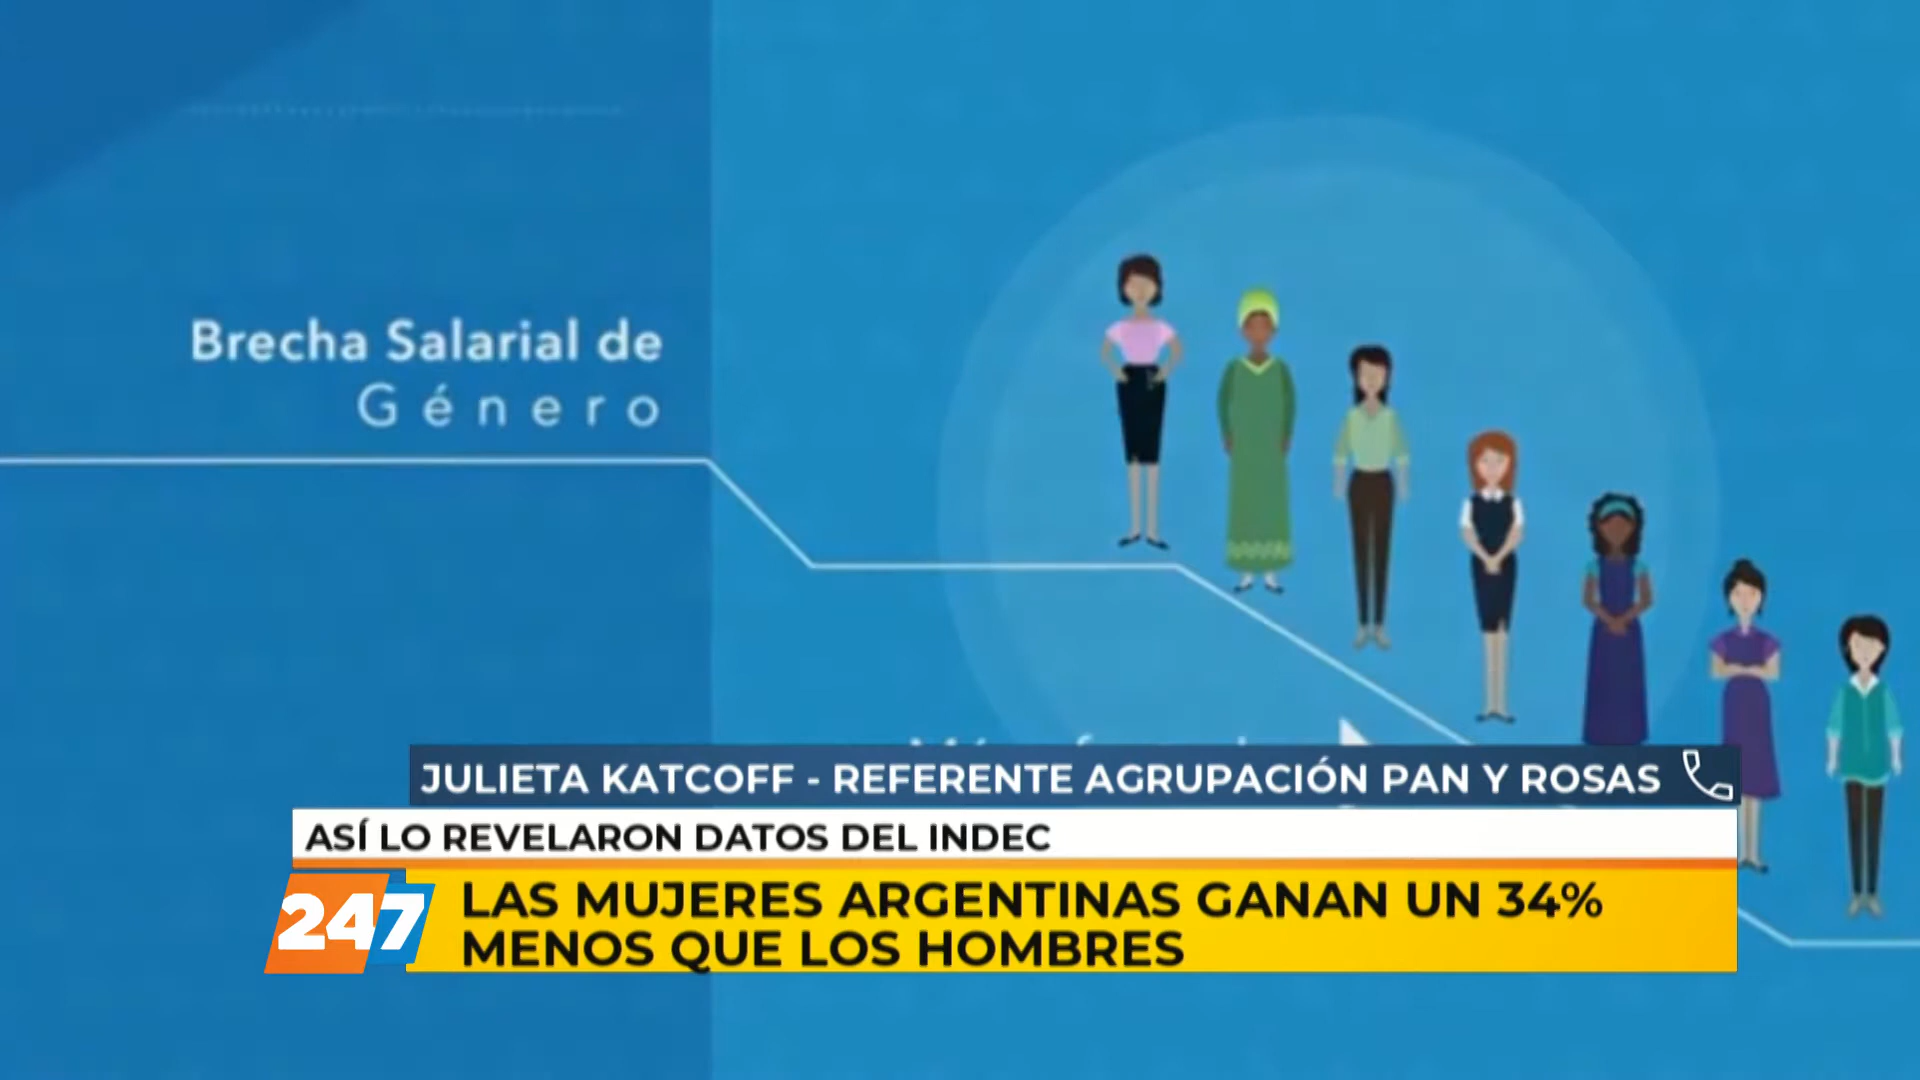 Brecha Salarial de
Género
JULIETA KATCOFF - REFERENTE AGRUPACIÓN PAN Y ROSAS
ASÍ LO REVELARON DATOS DEL INDEC
247
LAS MUJERES ARGENTINAS GANAN UN 34%
MENOS QUE LOS HOMBRES